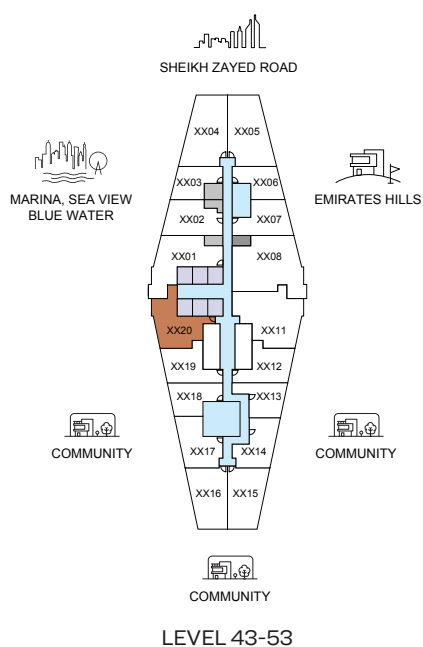 SHEIKH ZAYED ROAD
XX04 XX05
MARINA, SEA VIEW
BLUE WATER
XX03 XX06
EMIRATES HILLS
XX02 XX07
XX01 XX08
XX20 XX11
XX19 XX12
XX18 XX13
COMMUNITY
XX17 XX14
COMMUNITY
XX16 XX15
COMMUNITY
LEVEL 43-53